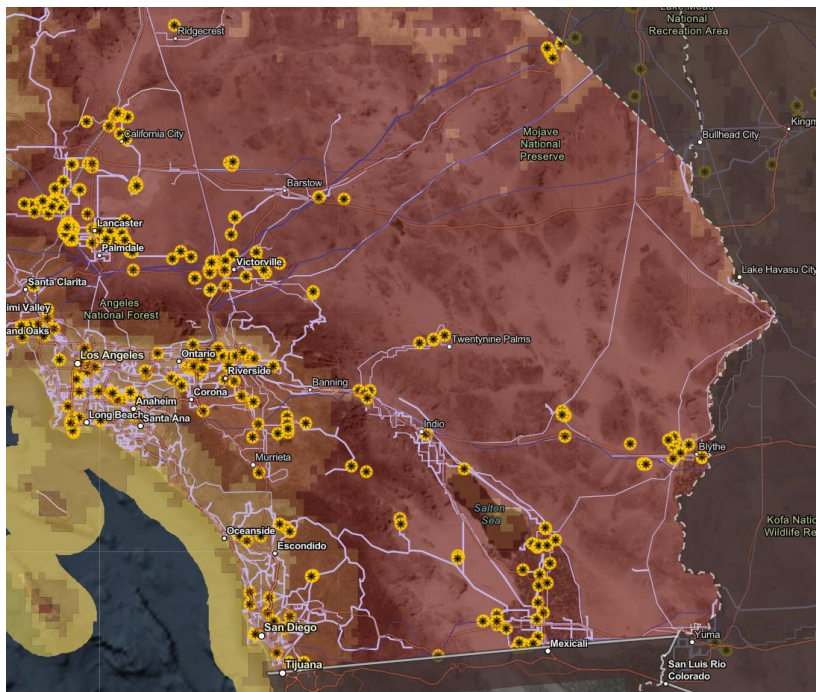 Lake Mead
National
Recreation Area
Ridgecrest
California City
Mojave
National
Preserve
Bullhead City
Kingm
Barstow
Lancaster
Palmdale
Victorville
Lake Havasu City
Santa Clarita
imi Valley
and Oaks
Angeles
National Forest
Twentynine Palms
Los Angeles
Ontario
Riverside
Banning
Corona
Anaheim
Long Beach
Santa Ana
Indio
Blythe
Murrieta
Salton
Sea
Kofa Natic
Wildlife Re
Oceanside
Escondido
San Diego
Tijuana
Mexicali
Yuma
San Luis Rio
Colorado